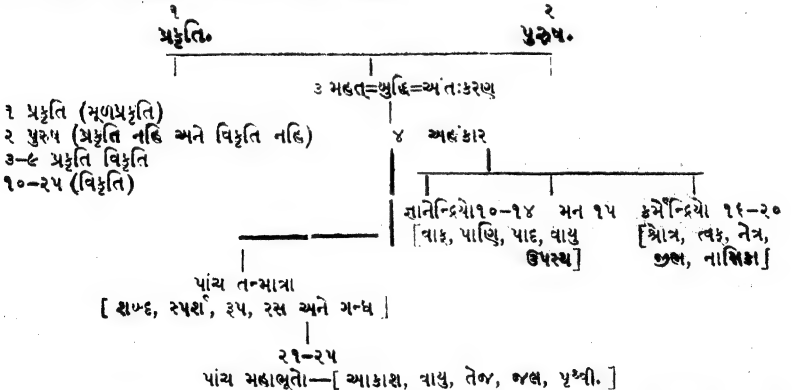 ૧ ૨
પ્રકૃતિ. પુરુષ.
૩ મહત્=બુદ્ધિ=અંતઃકરણ
૧ પ્રકૃતિ (મૂળપ્રકૃતિ)
૨ પુરુષ (પ્રકૃતિ નહિ અને વિકૃતિ નહિ) ૪ અહંકાર
૩-૯ પ્રકૃતિ વિકૃતિ
૧૦-૨૫ (વિકૃતિ)
જ્ઞાનેન્દ્રિયો૧૦-૧૪ મન ૧૫ કર્મેન્દ્રિયો ૧૬-૨૦
[વાક્, પાણિ, પાદ, વાયુ [શ્રોત્ર, ત્વક્, નેત્ર,
ઉપસ્થ] જીભ, નાસિકા]
પાંચ તન્માત્રા
[ શબ્દ, સ્પર્શ, રૂપ, રસ અને ગન્ધ ]
૨૧-૨૫
પાંચ મહાભૂતો—[ આકાશ, વાયુ, તેજ, જલ, પૃથ્વી. ]